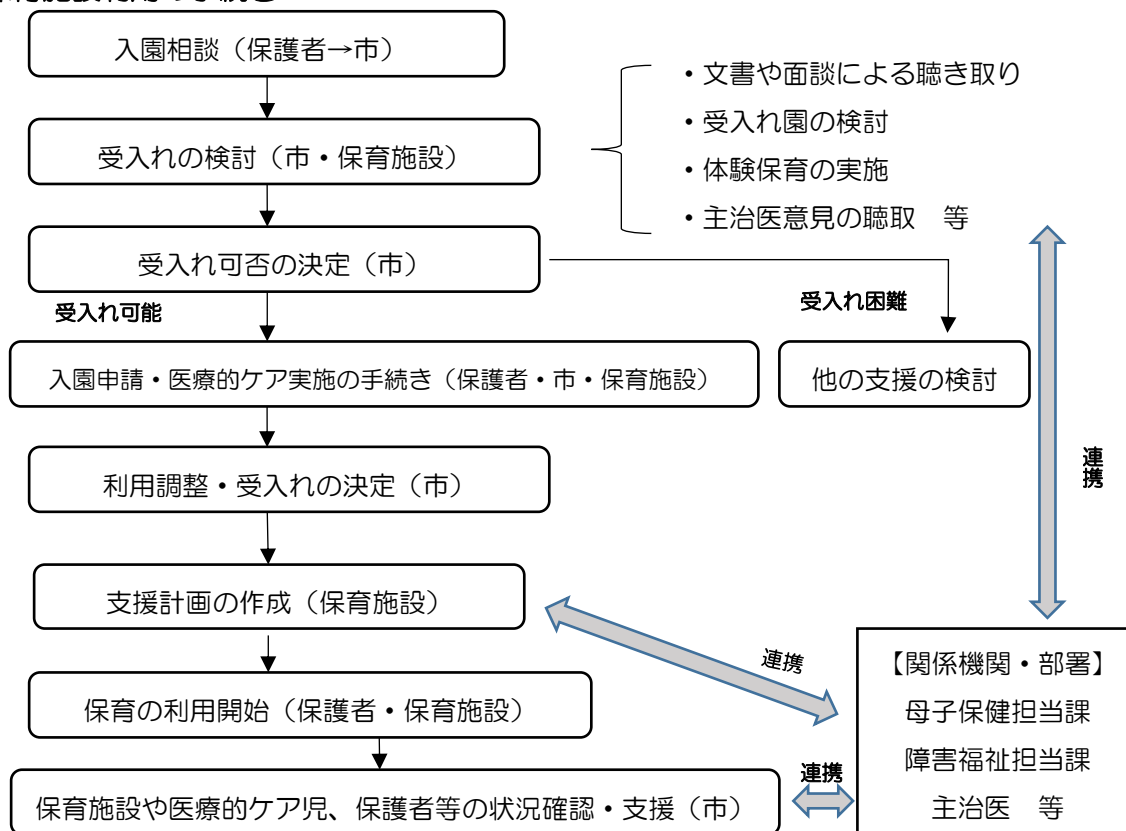 入園相談（保護者→市）
・文書や面談による聴き取り
・受入れ園の検討
・体験保育の実施
・主治医意見の聴取　等
受入れの検討（市・保育施設）
受入れ可否の決定（市）
受入れ可能
受入れ困難
入園申請・医療的ケア実施の手続き（保護者・市・保育施設）
他の支援の検討
連携
利用調整・受入れの決定（市）
支援計画の作成（保育施設）
連携
【関係機関・部署】
母子保健担当課
障害福祉担当課
主治医　等
保育の利用開始（保護者・保育施設）
連携
保育施設や医療的ケア児、保護者等の状況確認・支援（市）